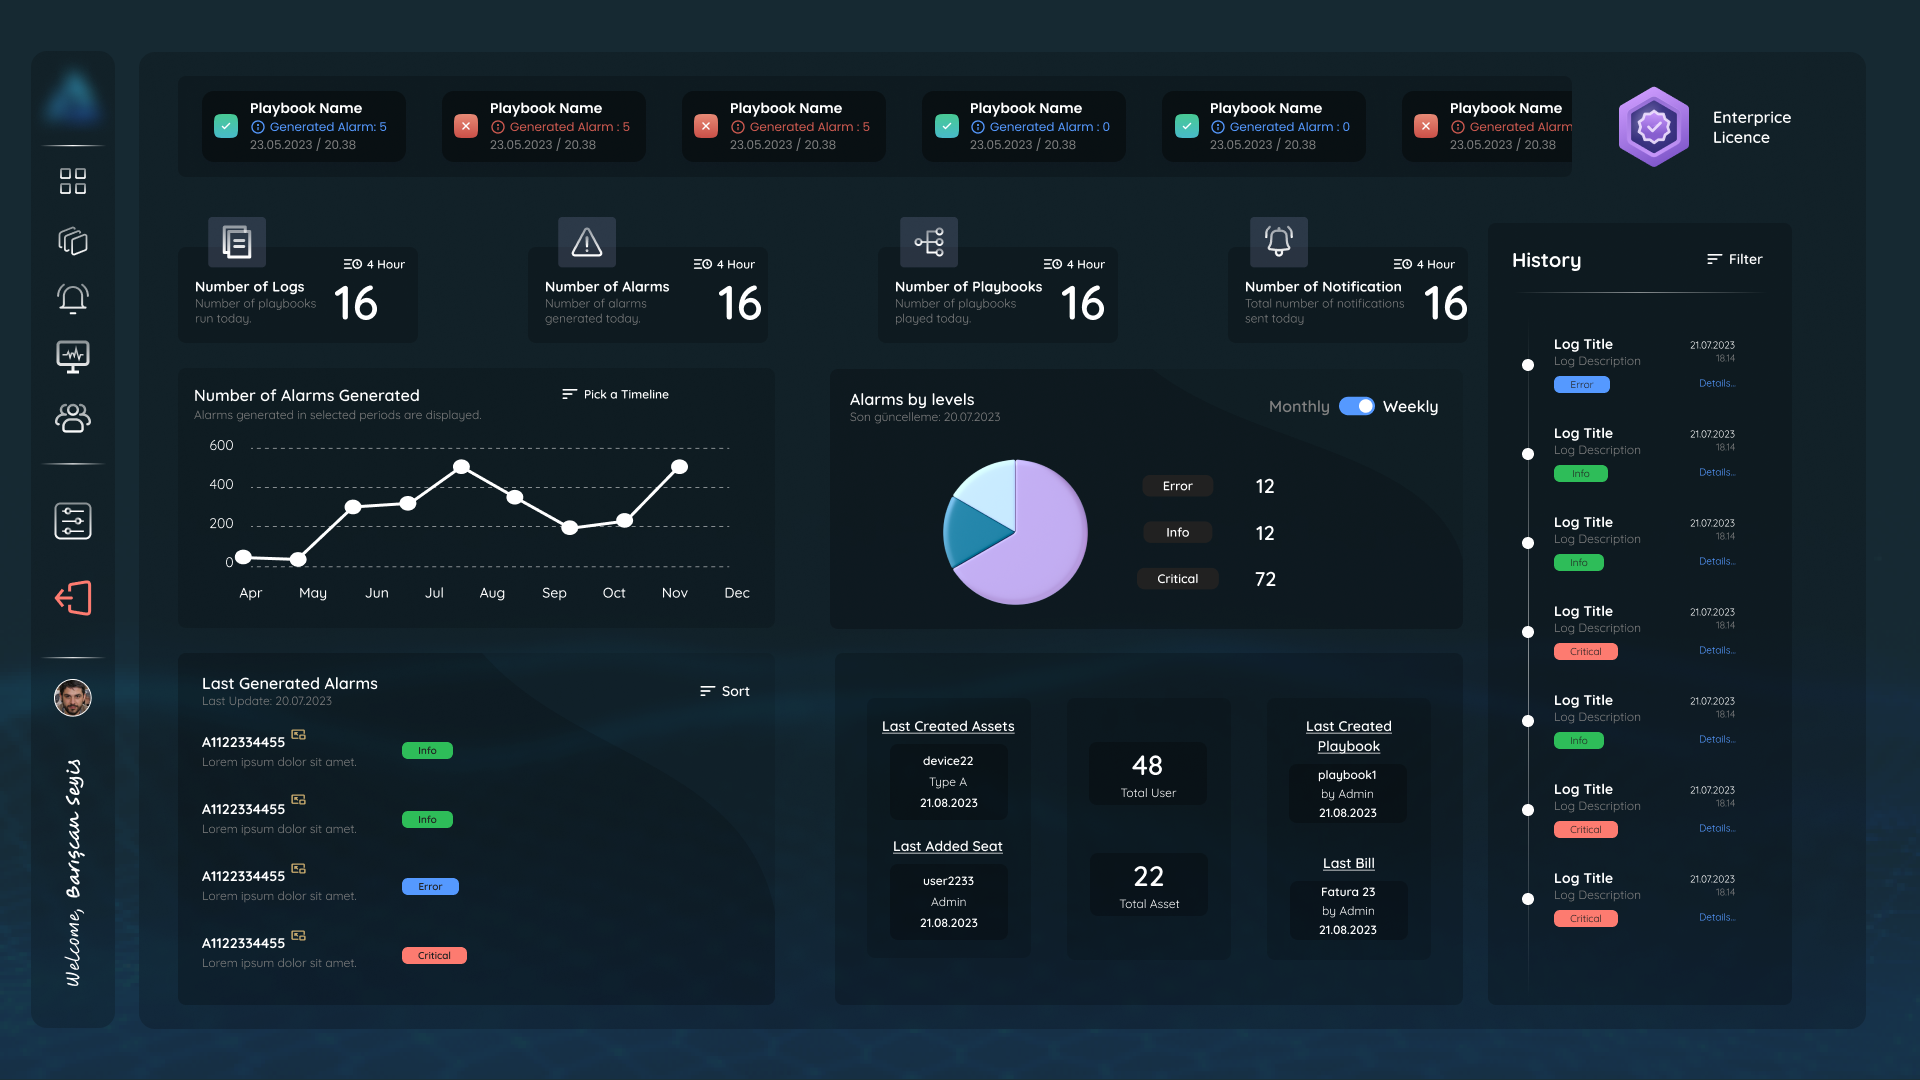 Playbook Name
Generated Alarm: 5
23.05.2023 / 20.38
Playbook Name
Generated Alarm : 5
23.05.2023 / 20.38
Playbook Name
Generated Alarm : 5
23.05.2023 / 20.38
Playbook Name
Generated Alarm : 0
23.05.2023 / 20.38
Playbook Name
Generated Alarm : 0
23.05.2023 / 20.38
Playbook Name
Generated Alarm
23.05.2023 / 20.38
Enterprice
Licence
4 Hour
Number of Logs
Number of playbooks
run today.
16
4 Hour
Number of Alarms
Number of alarms
generated today.
16
4 Hour
Number of Playbooks
Number of playbooks
played today.
16
4 Hour
Number of Notification
Total number of notifications
sent today
16
Number of Alarms Generated
Alarms generated in selected periods are displayed.
Pick a Timeline
600
400
200
0
Apr May Jun Jul Aug Sep Oct Nov Dec
Alarms by levels
Son güncelleme: 20.07.2023
Monthly Weekly
Error 12
Info 12
Critical 72
Last Generated Alarms
Last Update: 20.07.2023
Sort
A1122334455
Lorem ipsum dolor sit amet.
Info
A1122334455
Lorem ipsum dolor sit amet.
Info
A1122334455
Lorem ipsum dolor sit amet.
Error
A1122334455
Lorem ipsum dolor sit amet.
Critical
Last Created Assets
device22
Type A
21.08.2023
Last Added Seat
user2233
Admin
21.08.2023
48
Total User
22
Total Asset
Last Created
Playbook
playbook1
by Admin
21.08.2023
Last Bill
Fatura 23
by Admin
21.08.2023
History
Filter
Log Title 21.07.2023
Log Description 18.14
Error Details...
Log Title 21.07.2023
Log Description 18.14
Info Details...
Log Title 21.07.2023
Log Description 18.14
Info Details...
Log Title 21.07.2023
Log Description 18.14
Critical Details...
Log Title 21.07.2023
Log Description 18.14
Info Details...
Log Title 21.07.2023
Log Description 18.14
Critical Details...
Log Title 21.07.2023
Log Description 18.14
Critical Details...
Welcome, Barışcan Seyis